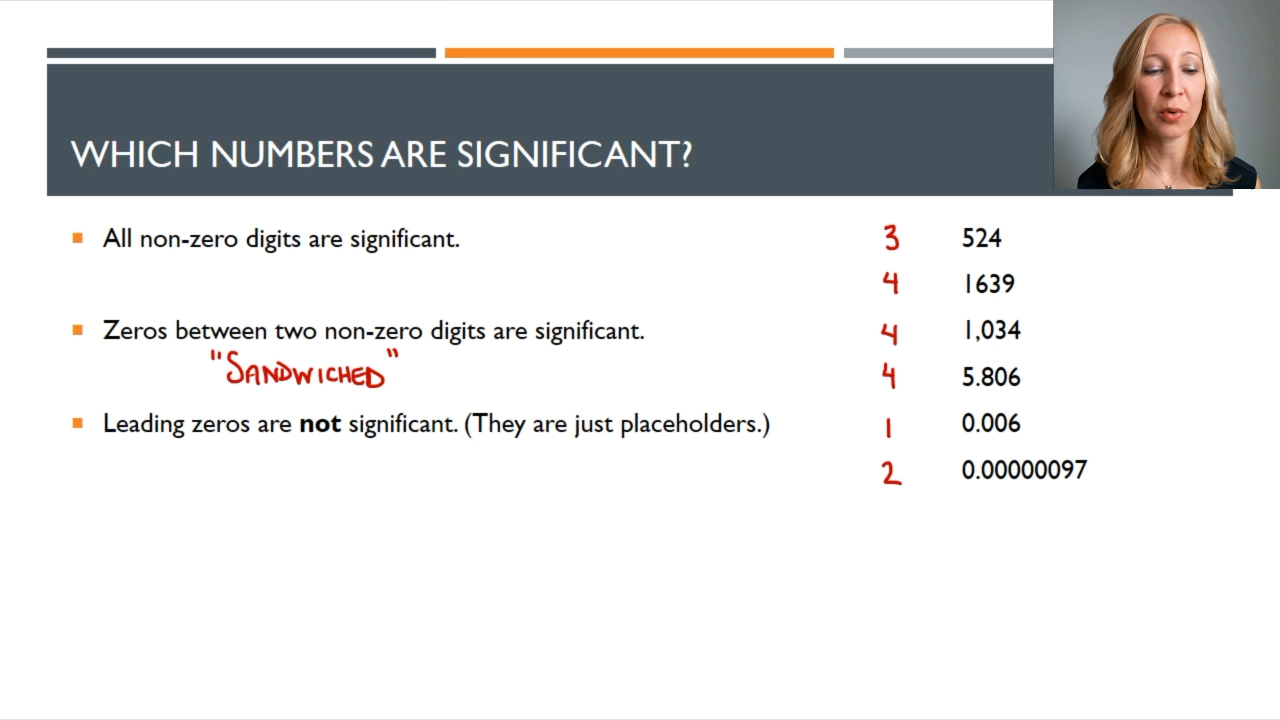 WHICH NUMBERS ARE SIGNIFICANT?
All non-zero digits are significant. 3 524
4 1639
Zeros between two non-zero digits are significant. 4 1,034
"SANDWICHED" 4 5.806
Leading zeros are not significant. (They are just placeholders.) 1 0.006
2 0.00000097